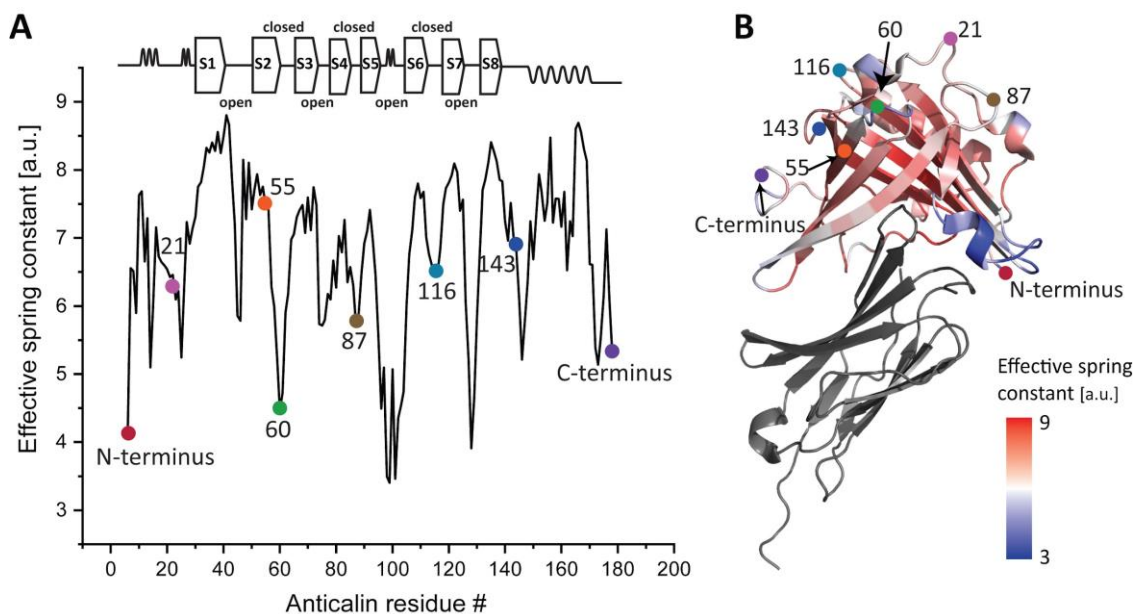 A
closed closed closed
S1 S2 S3 S4 S5 S6 S7 S8
open open open open
Effective spring constant [a.u.]
9
8
7
6
5
4
3
21
55
60
87
116
143
N-terminus
C-terminus
0 20 40 60 80 100 120 140 160 180 200
Anticalin residue #
B
60
21
116
87
143
55
C-terminus
N-terminus
Effective spring
constant [a.u.]
9
3